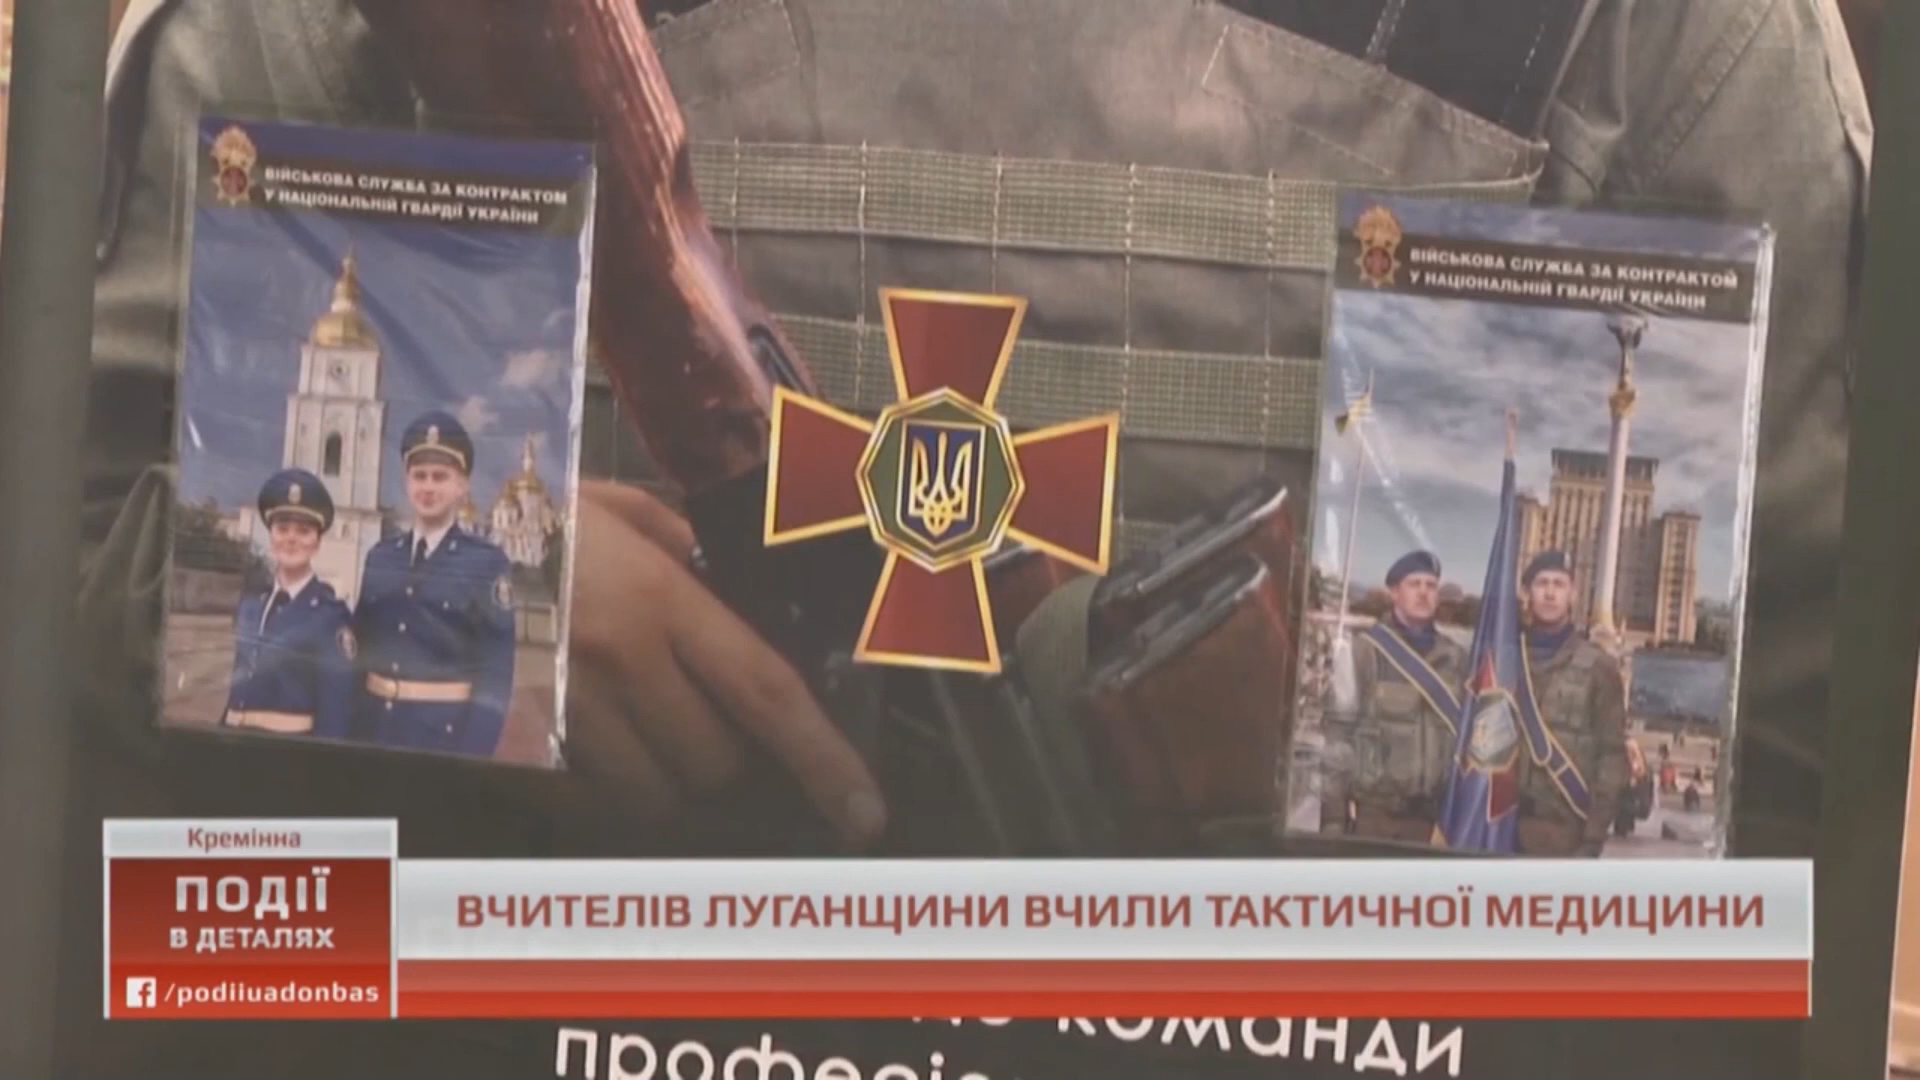 ВІЙСЬКОВА СЛУЖБА ЗА КОНТРАКТОМ
У НАЦІОНАЛЬНІЙ ГВАРДІЇ УКРАЇНИ
ВІЙСЬКОВА СЛУЖБА ЗА КОНТРАКТОМ
У НАЦІОНАЛЬНІЙ ГВАРДІЇ УКРАЇНИ
Кремінна
ПОДІЇ
В ДЕТАЛЯХ
/podiiuadonbas
ВЧИТЕЛІВ ЛУГАНЩИНИ ВЧИЛИ ТАКТИЧНОЇ МЕДИЦИНИ
команди